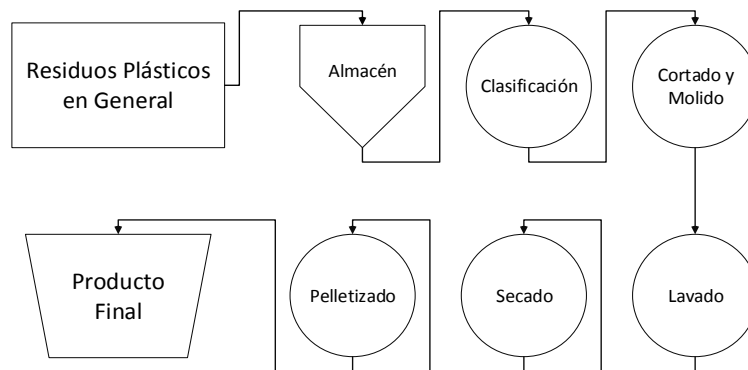 Residuos Plásticos
en General
Almacén
Clasificación
Cortado y
Molido
Producto
Final
Pelletizado
Secado
Lavado